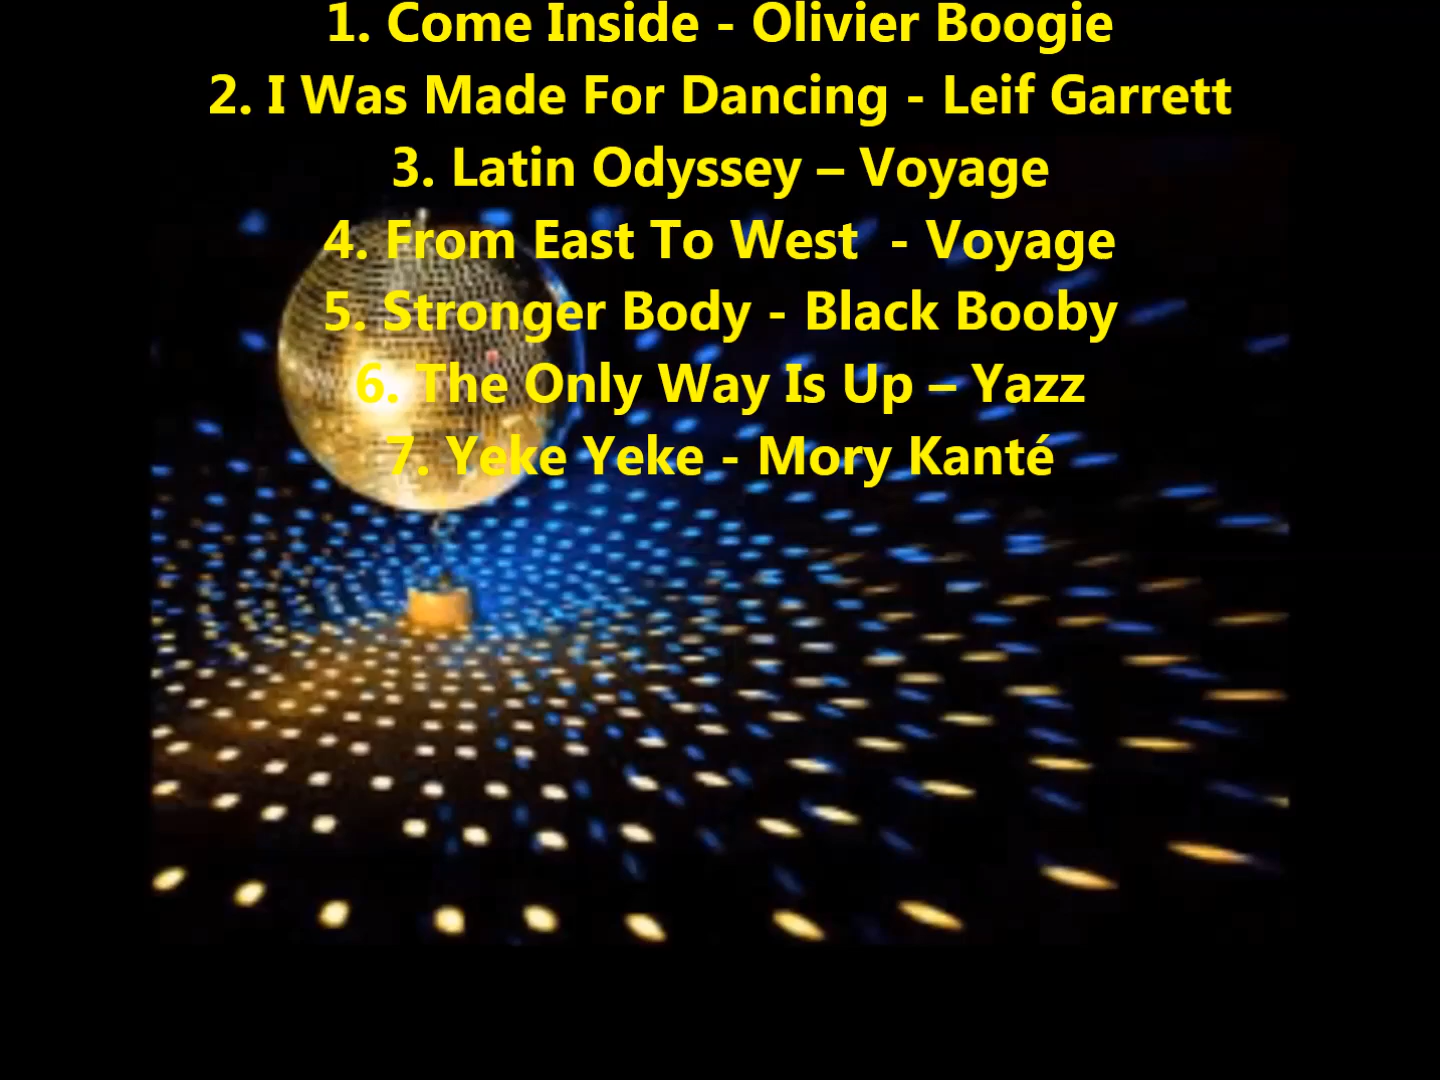 1. Come Inside - Olivier Boogie
2. I Was Made For Dancing - Leif Garrett
3. Latin Odyssey – Voyage
4. From East To West  - Voyage
5. Stronger Body - Black Booby
6. The Only Way Is Up – Yazz
7. Yeke Yeke - Mory Kanté